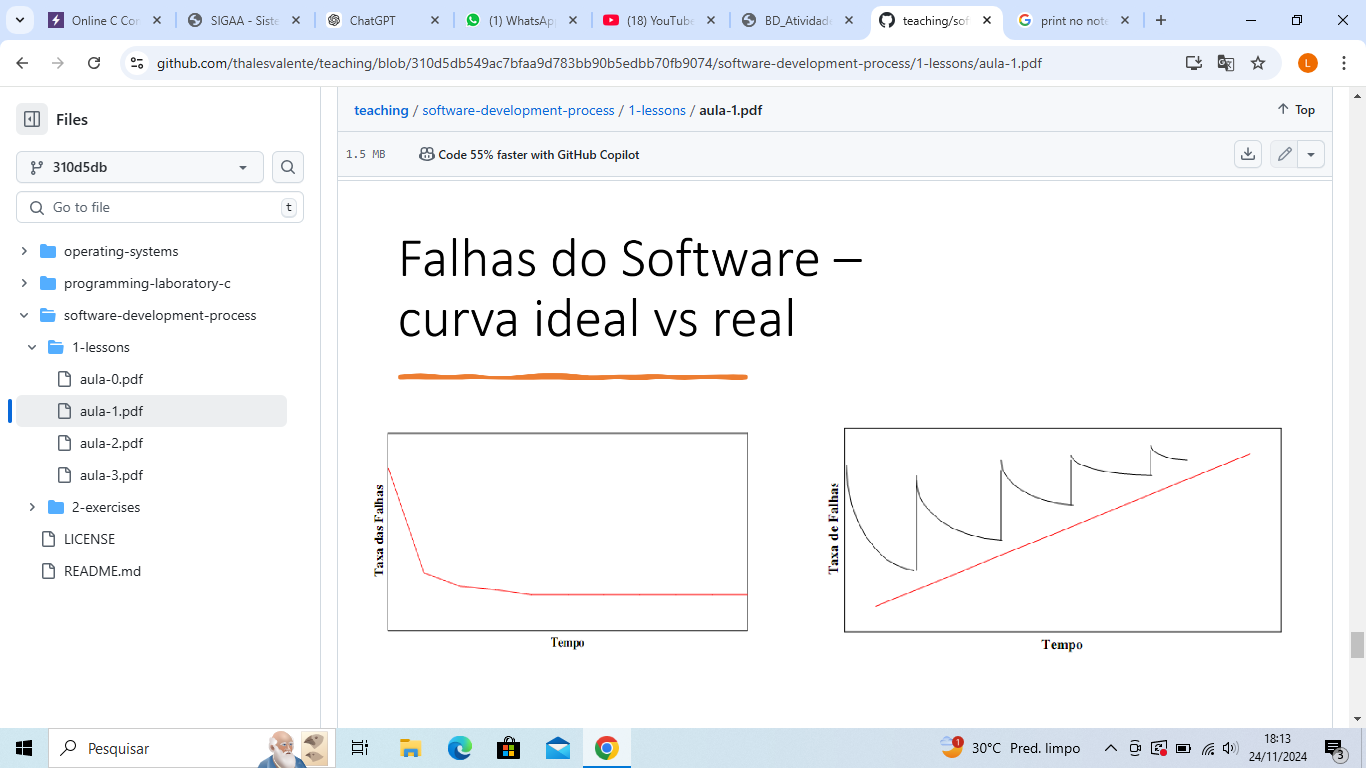 Online C Con
SIGAA - Siste
ChatGPT
(1) WhatsAp
(18) YouTube
BD_Atividade
teaching/sof
print no note
github.com/thalesvalente/teaching/blob/310d5db549ac7bfaa9d783bb90b5edbb70fb9074/software-development-process/1-lessons/aula-1.pdf
L
Files
310d5db
Go to file
t
operating-systems
programming-laboratory-c
software-development-process
1-lessons
aula-0.pdf
aula-1.pdf
aula-2.pdf
aula-3.pdf
2-exercises
LICENSE
README.md
teaching / software-development-process / 1-lessons / aula-1.pdf
Top
1.5 MB
Code 55% faster with GitHub Copilot
Falhas do Software –
curva ideal vs real
Taxa das Falhas
Tempo
Taxa de Falhas
Tempo
Pesquisar
1
30°C Pred. limpo
18:13
24/11/2024
3